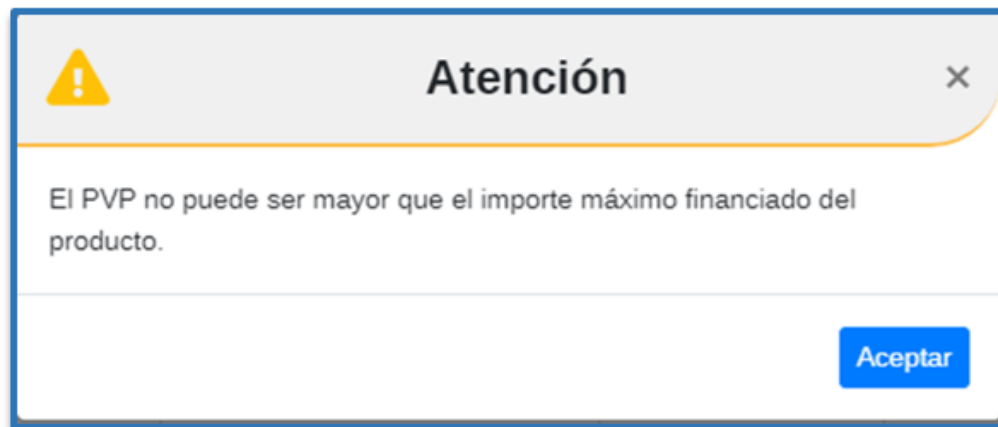 Atención
El PVP no puede ser mayor que el importe máximo financiado del
producto.
Aceptar